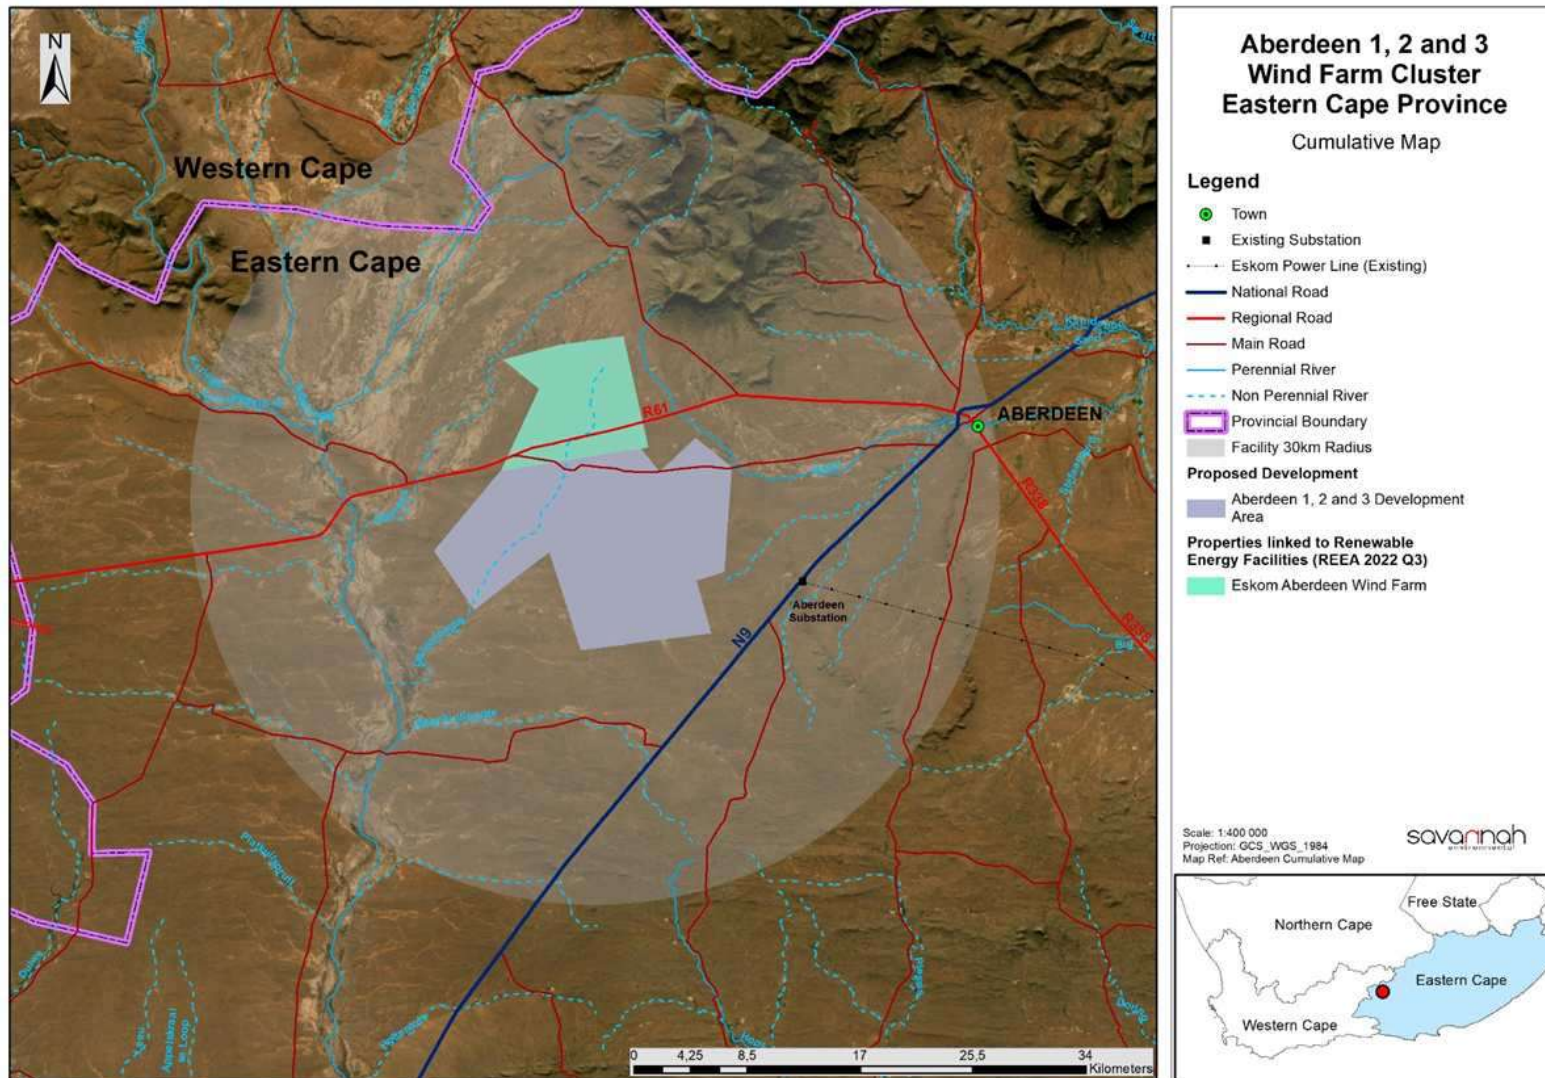 Aberdeen 1, 2 and 3
Wind Farm Cluster
Eastern Cape Province
Cumulative Map
Legend
Town
Existing Substation
Eskom Power Line (Existing)
National Road
Regional Road
Main Road
Perennial River
Non Perennial River
Provincial Boundary
Facility 30km Radius
Proposed Development
Aberdeen 1, 2 and 3 Development
Area
Properties linked to Renewable
Energy Facilities (REEA 2022 Q3)
Eskom Aberdeen Wind Farm
Scale: 1:400 000
Projection: GCS_WGS_1984
Map Ref: Aberdeen Cumulative Map
savannah
environmental
Northern Cape
Free State
Eastern Cape
Western Cape
N
Western Cape
Eastern Cape
R61
ABERDEEN
R338
R338
Aberdeen
Substation
N9
0 4,25 8,5 17 25,5 34
Kilometers